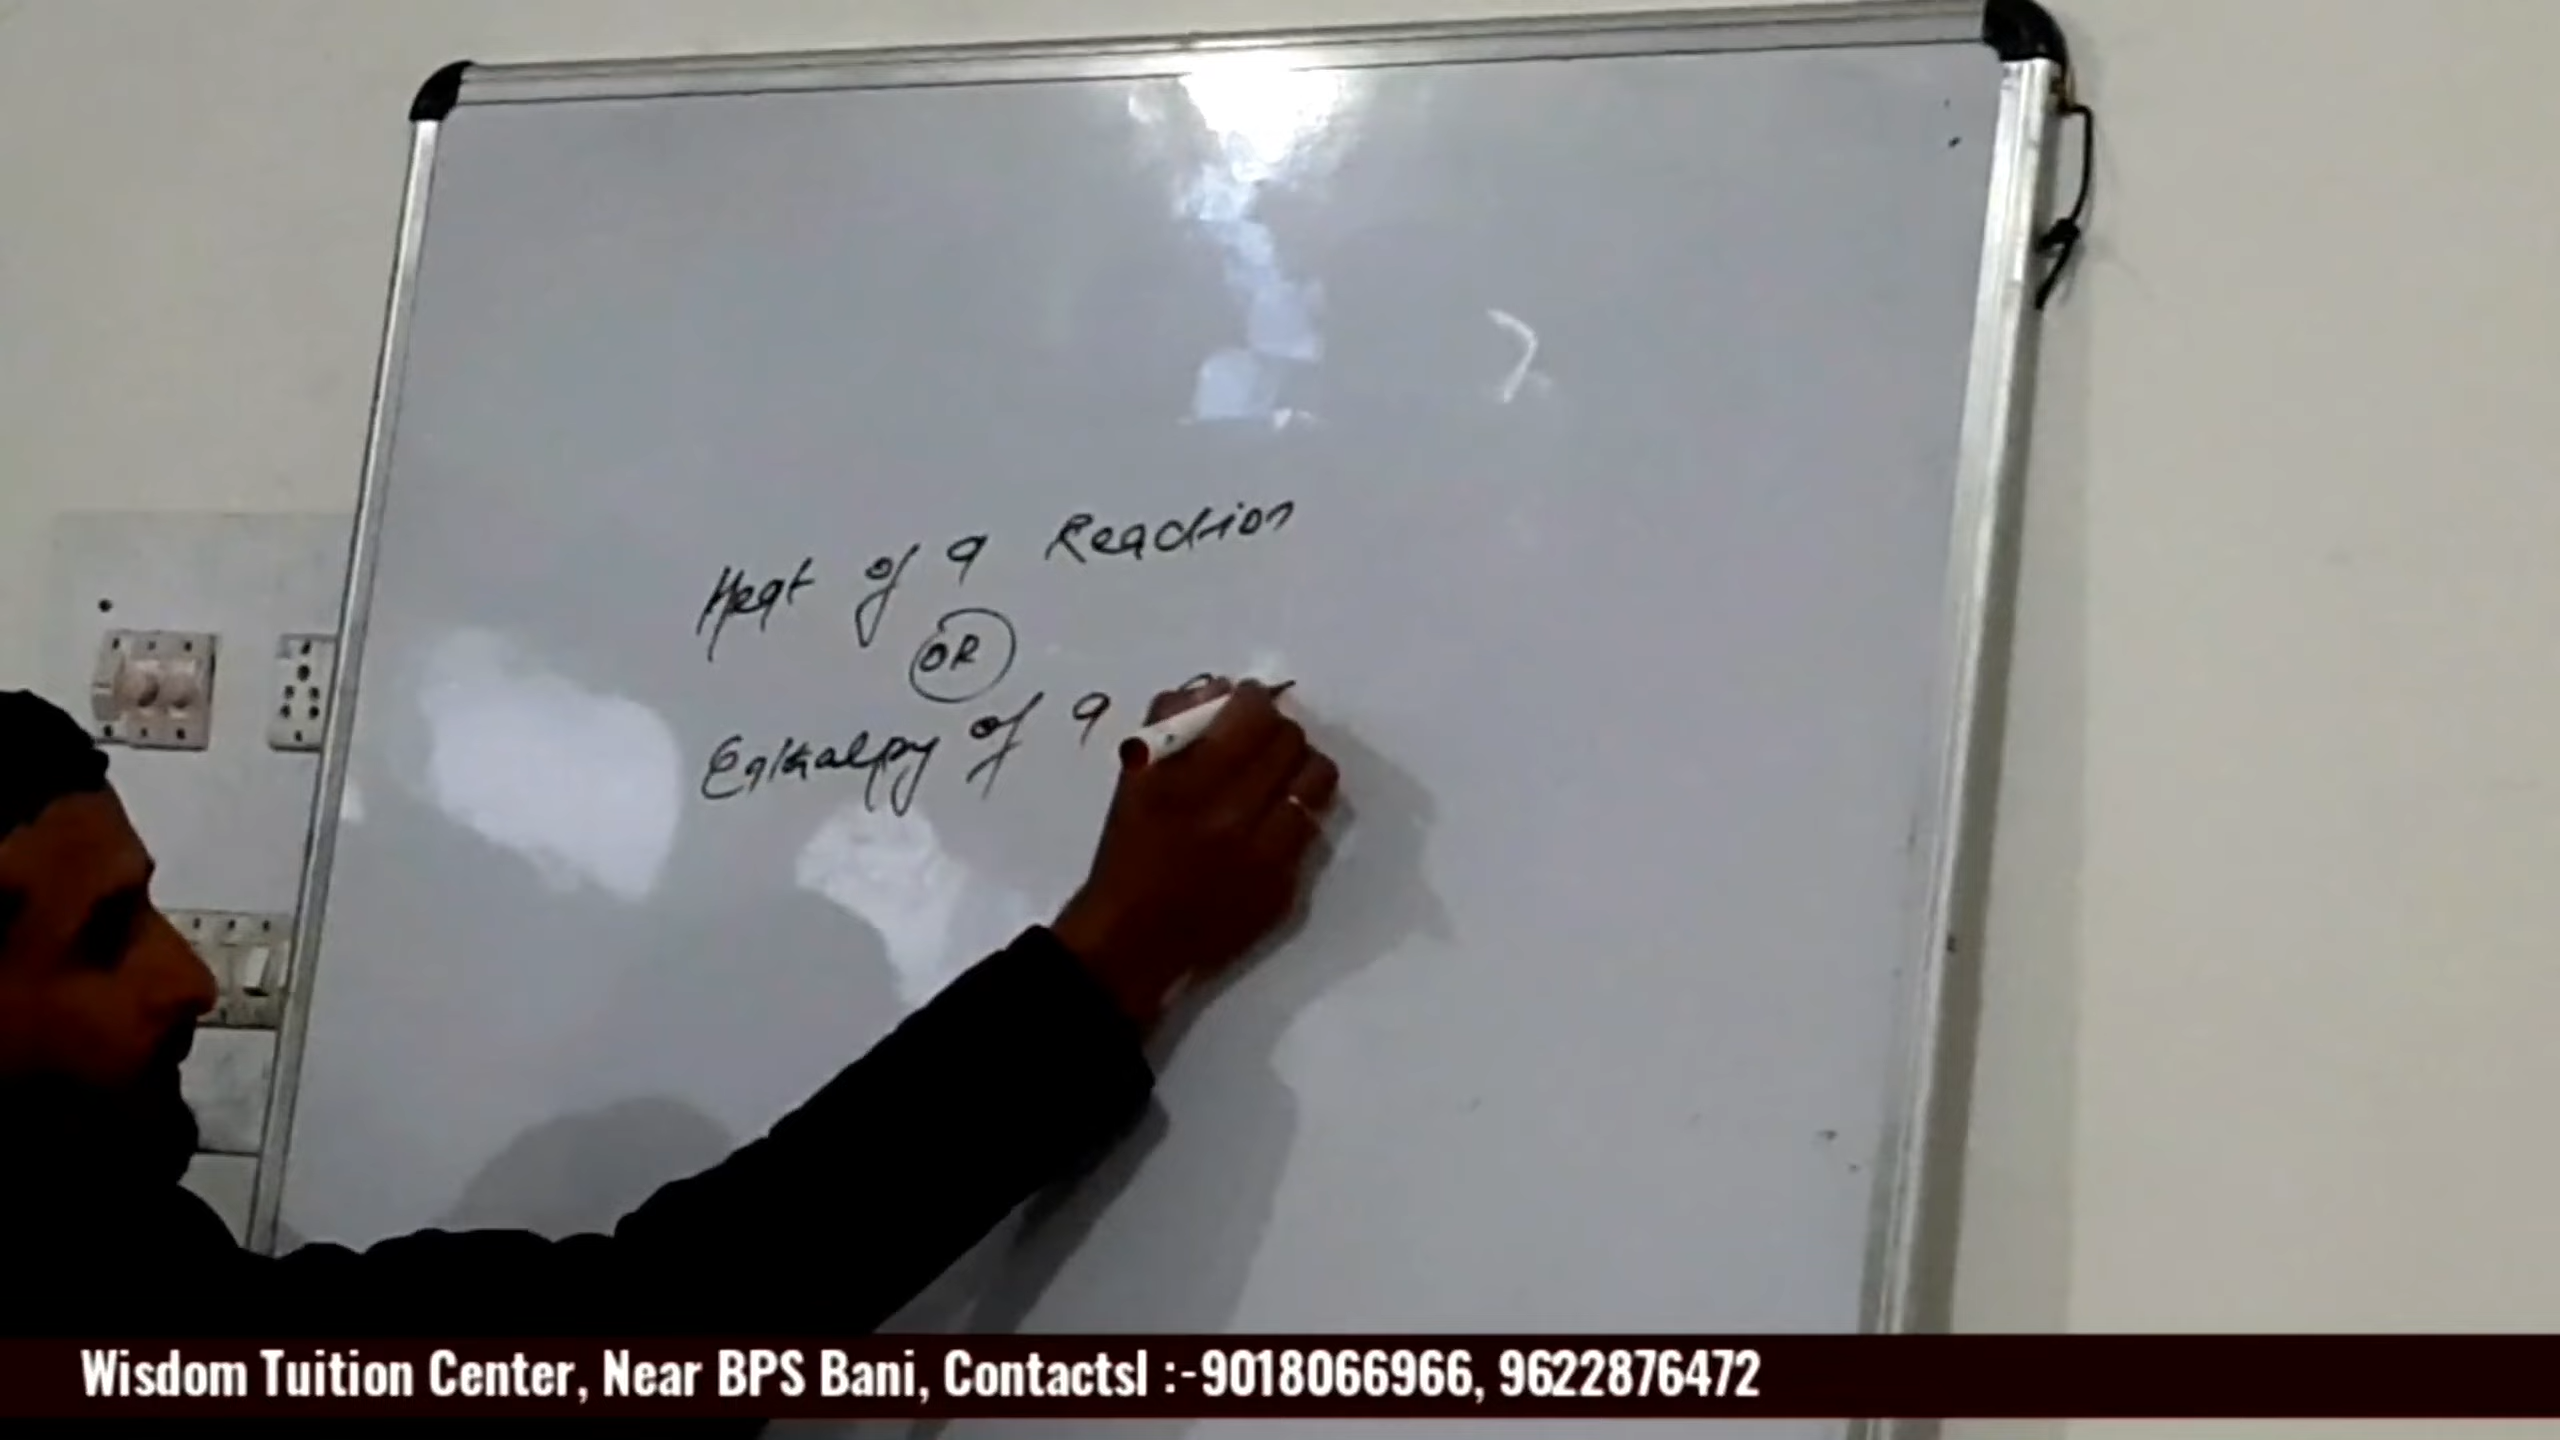 Heat of a Reaction
OR
Enthalpy of a
Wisdom Tuition Center, Near BPS Bani, Contactsl :-9018066966, 9622876472